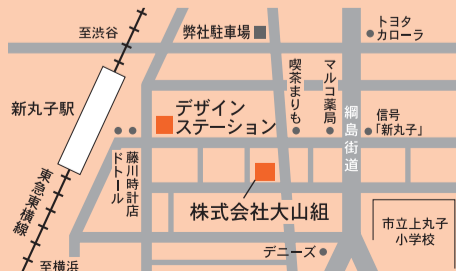 至渋谷
弊社駐車場
トヨタ
カローラ
新丸子駅
デザイン
ステーション
喫茶まりも
マルコ薬局
綱島街道
信号
「新丸子」
藤川時計店
ドトール
東急東横線
株式会社大山組
市立上丸子
小学校
デニーズ
至横浜